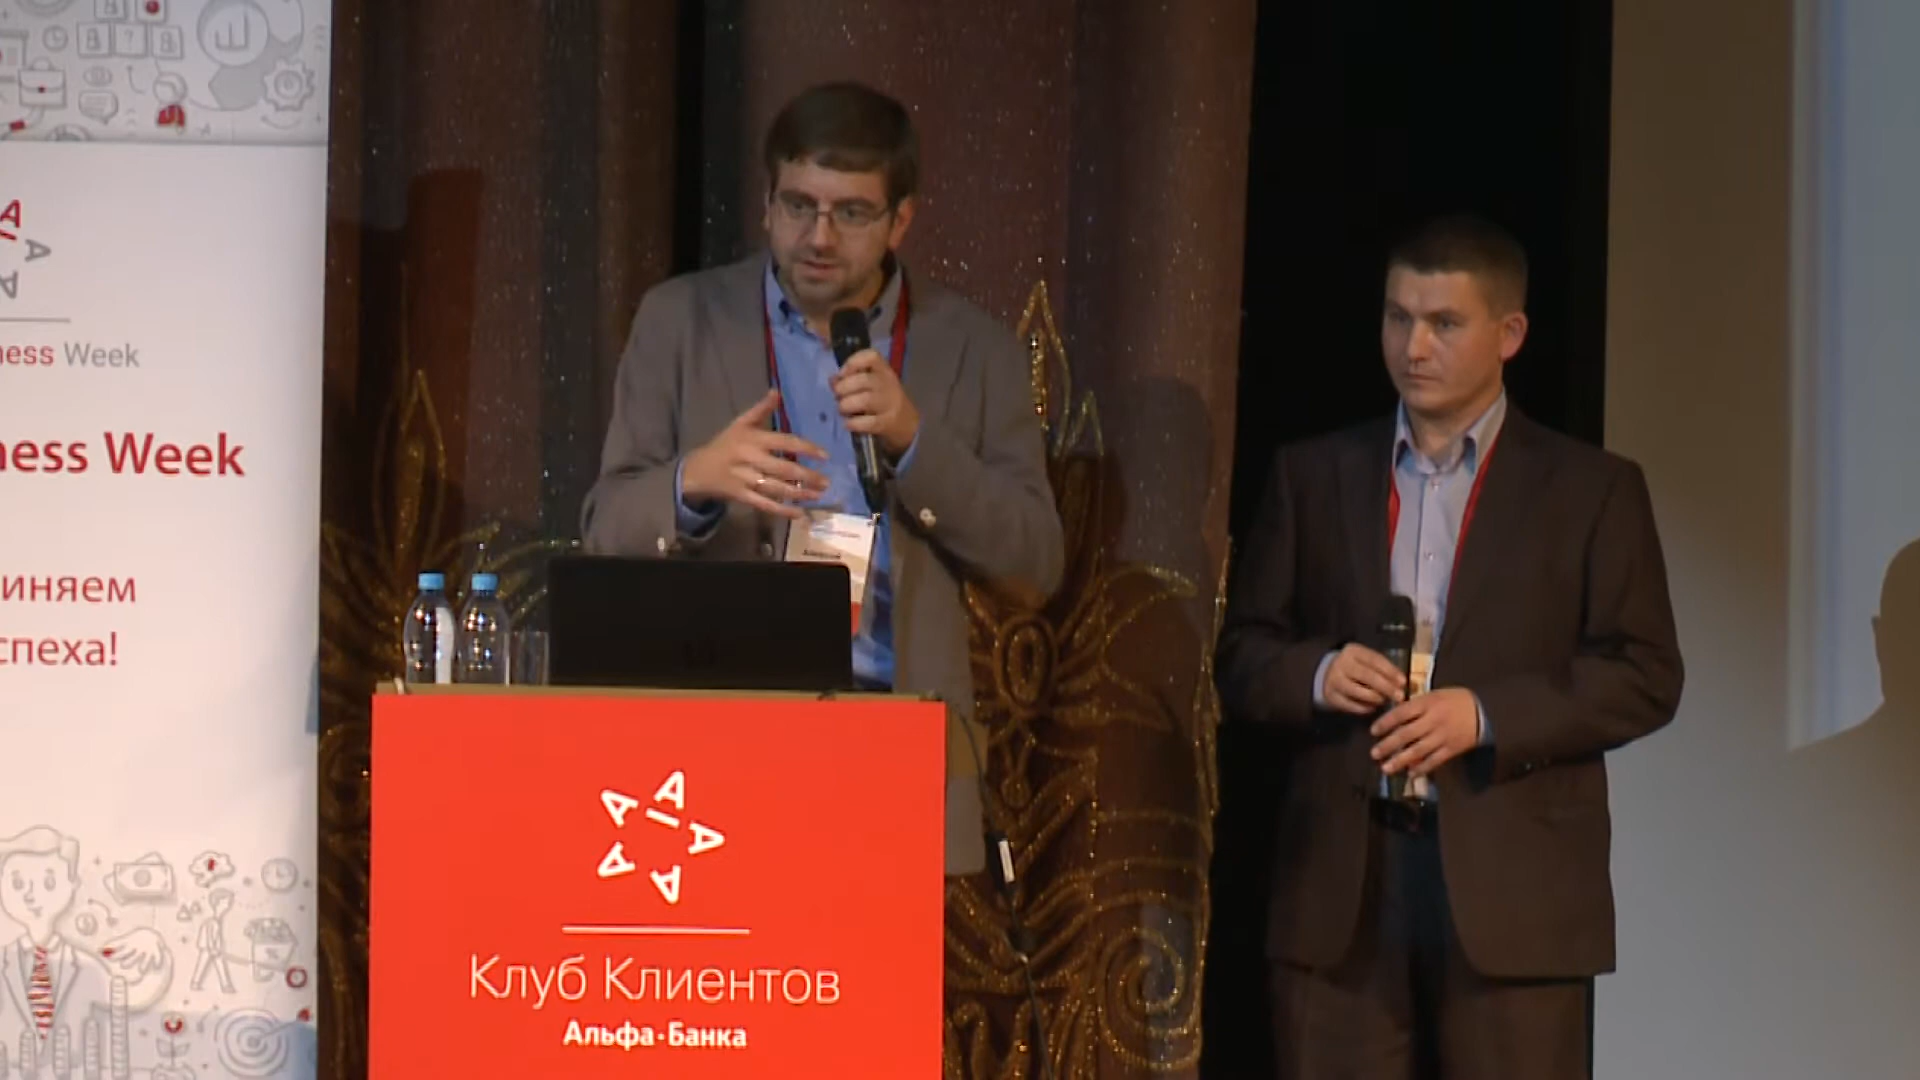 ness Week
ness Week
иняем
спеха!
Клуб Клиентов
Альфа·Банка